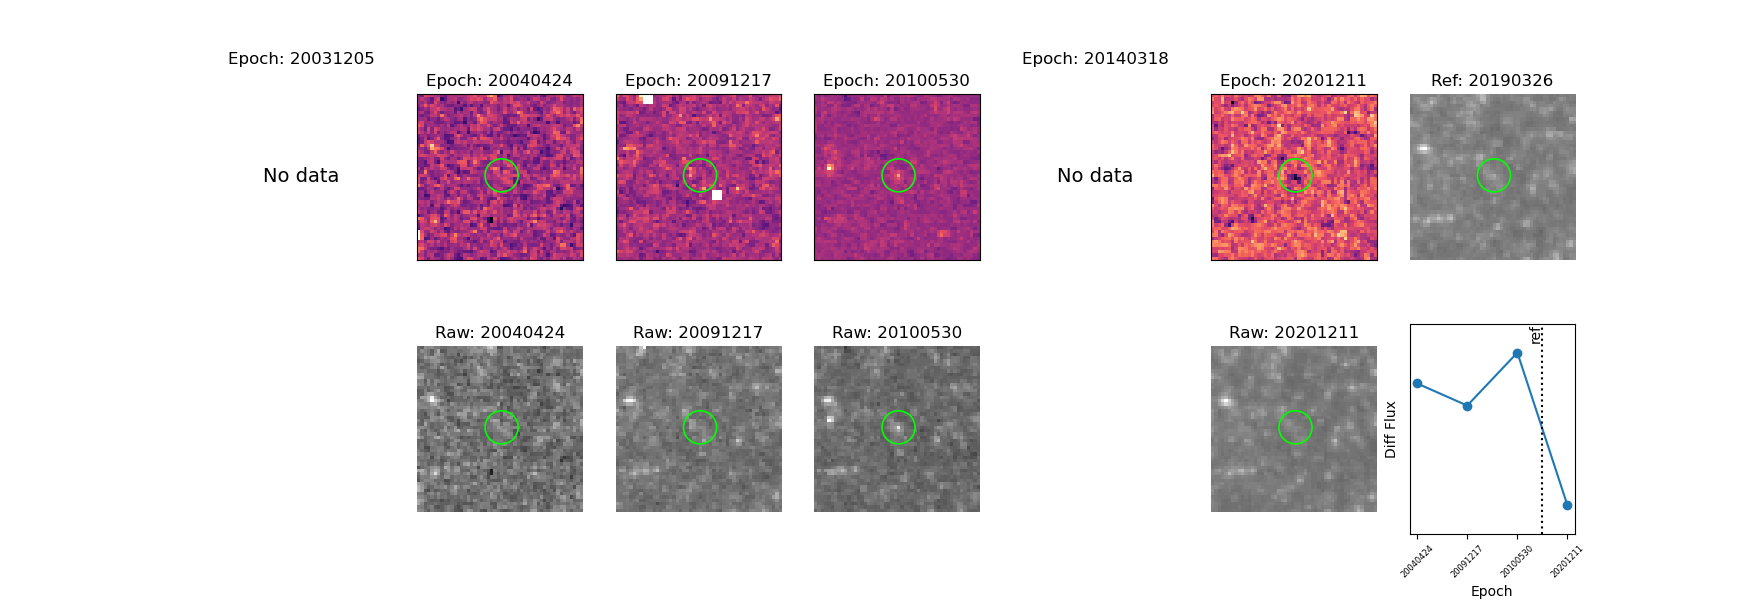 Epoch: 20031205
Epoch: 20140318
Epoch: 20040424
Epoch: 20091217
Epoch: 20100530
Epoch: 20201211
Ref: 20190326
No data
No data
Raw: 20040424
Raw: 20091217
Raw: 20100530
Raw: 20201211
ref
Diff Flux
20040424
20091217
20100530
20201211
Epoch